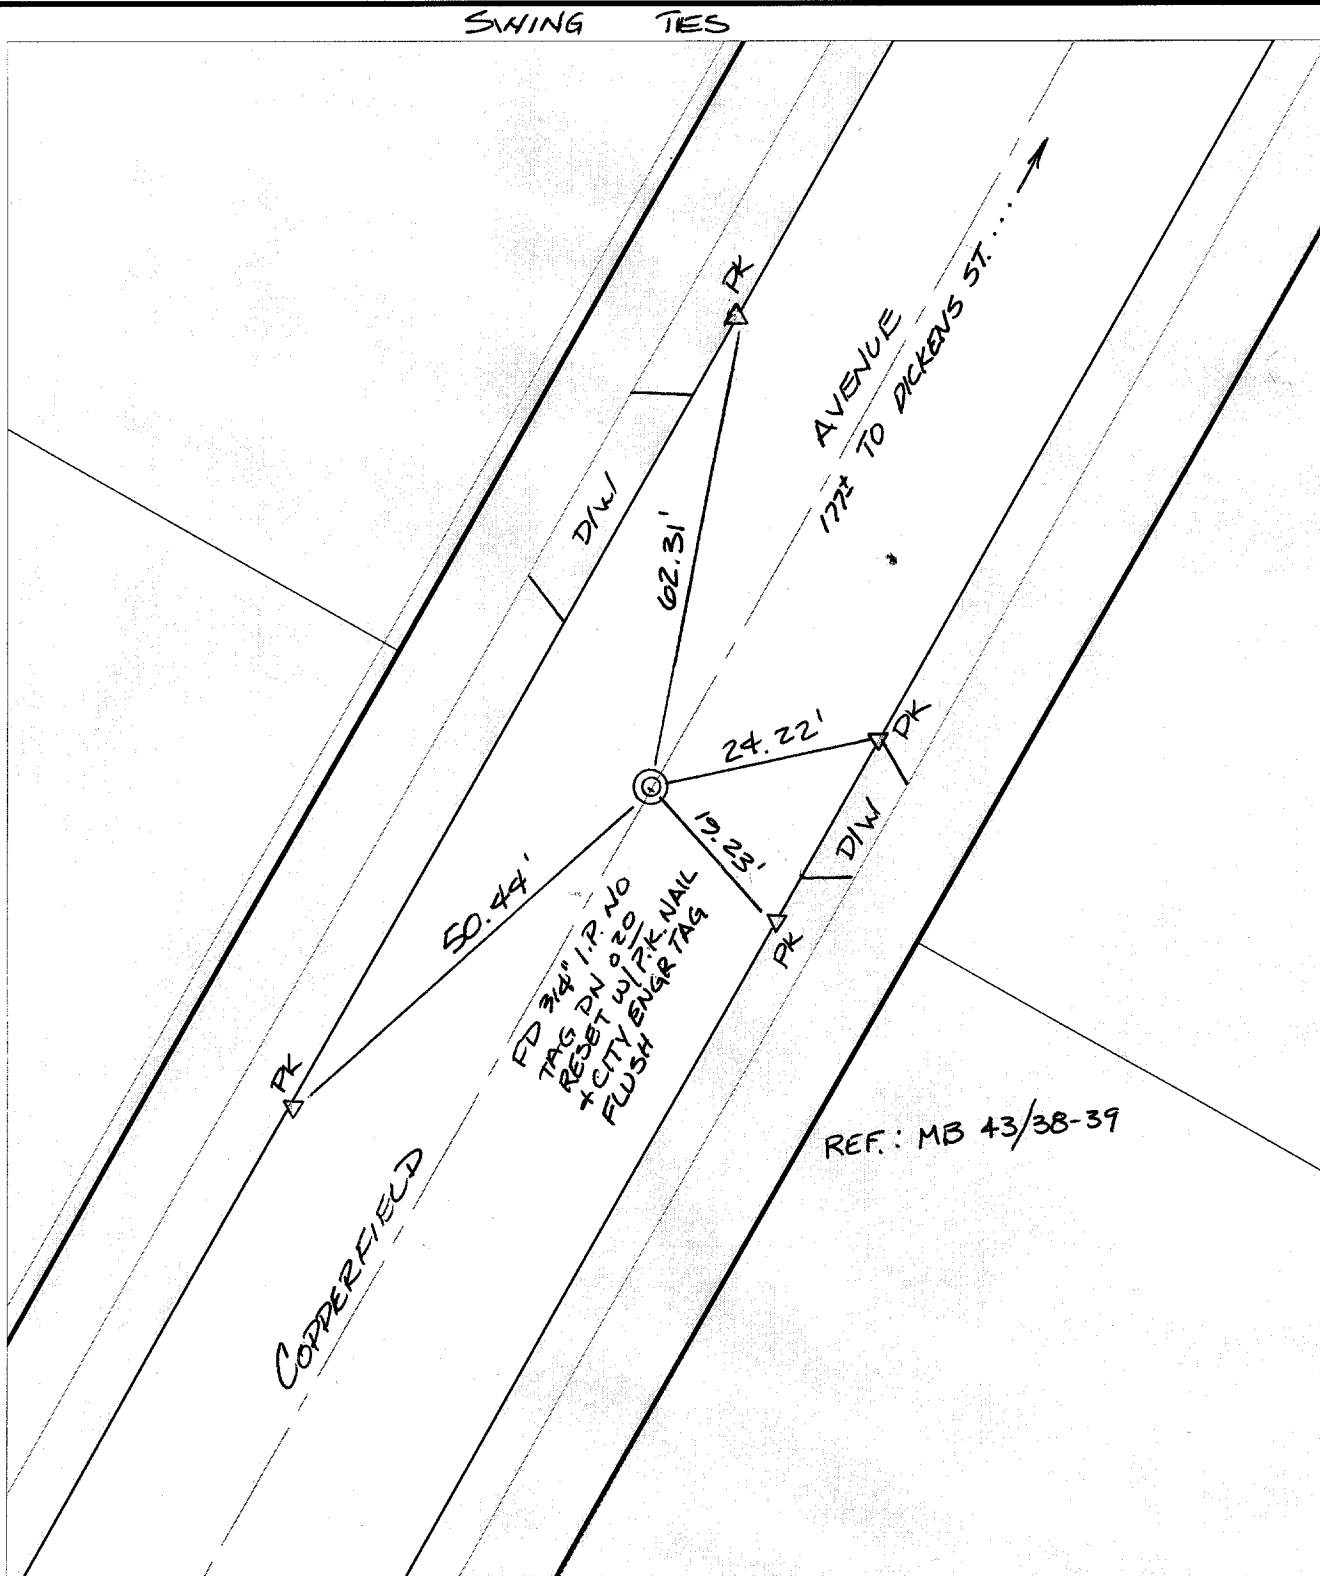 SWING TIES
PK
AVENUE
177± TO DICKENS ST. ....
D/W
62.31'
PK
24.22'
D/W
19.23'
PK
50.44'
FD 3/4" I.P. NO
TAG DN 0.20
RESET W/P.K. NAIL
+ CITY ENGR TAG
FLUSH
PK
REF.: MB 43/38-39
COPPERFIELD